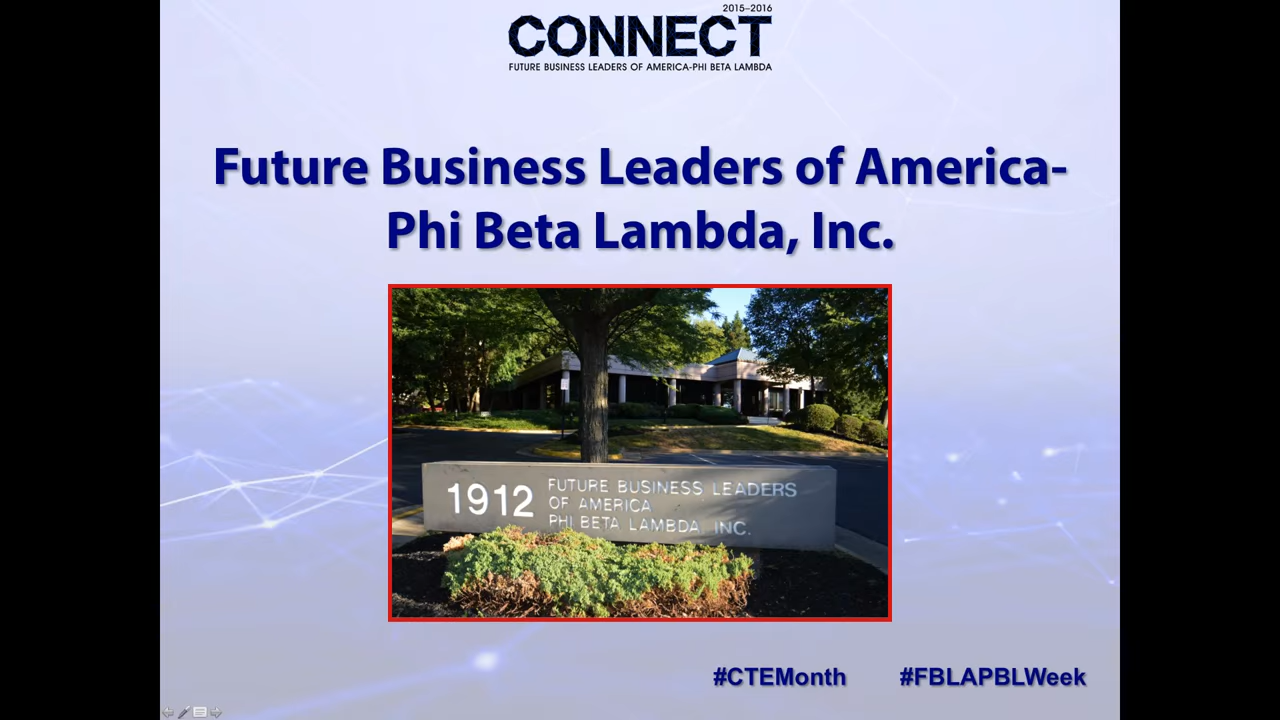 2015–2016
CONNECT
FUTURE BUSINESS LEADERS OF AMERICA-PHI BETA LAMBDA
Future Business Leaders of America-
Phi Beta Lambda, Inc.
1912
FUTURE BUSINESS LEADERS
OF AMERICA
PHI BETA LAMBDA, INC.
#CTEMonth #FBLAPBLWeek